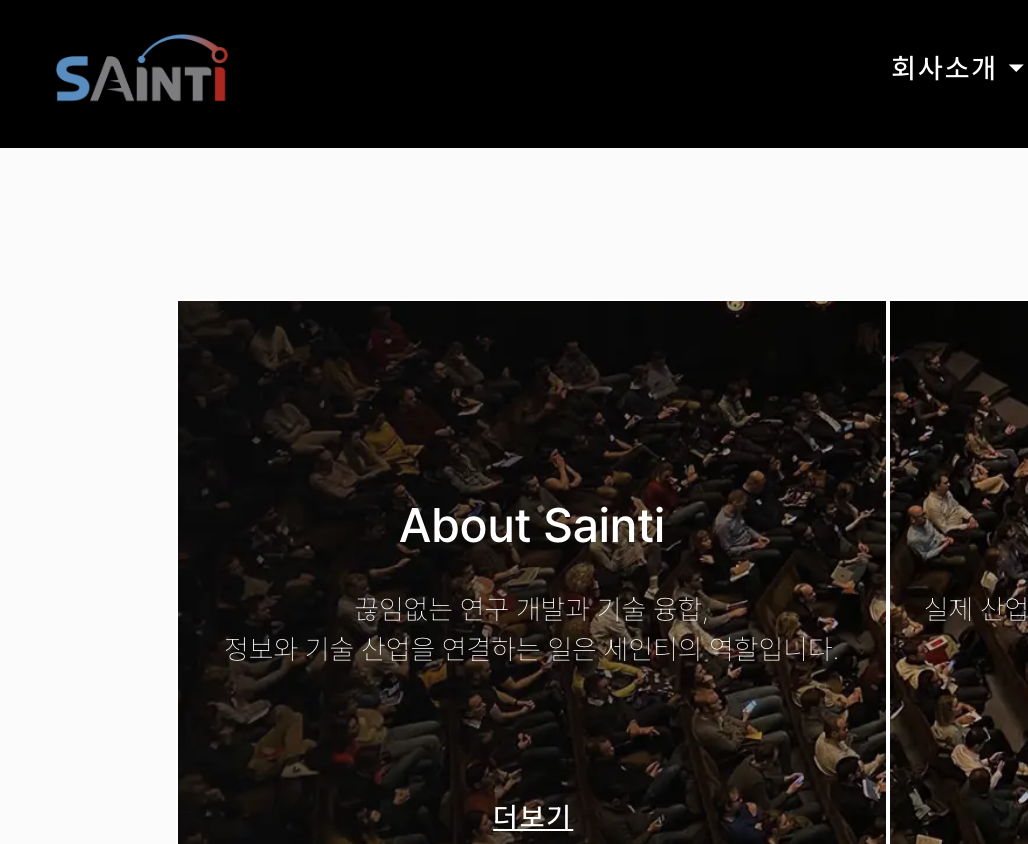 SAINTi
회사소개
About Sainti
끊임없는 연구 개발과 기술 융합,
정보와 기술 산업을 연결하는 일은 세인티의 역할입니다.
실제 산업
더보기